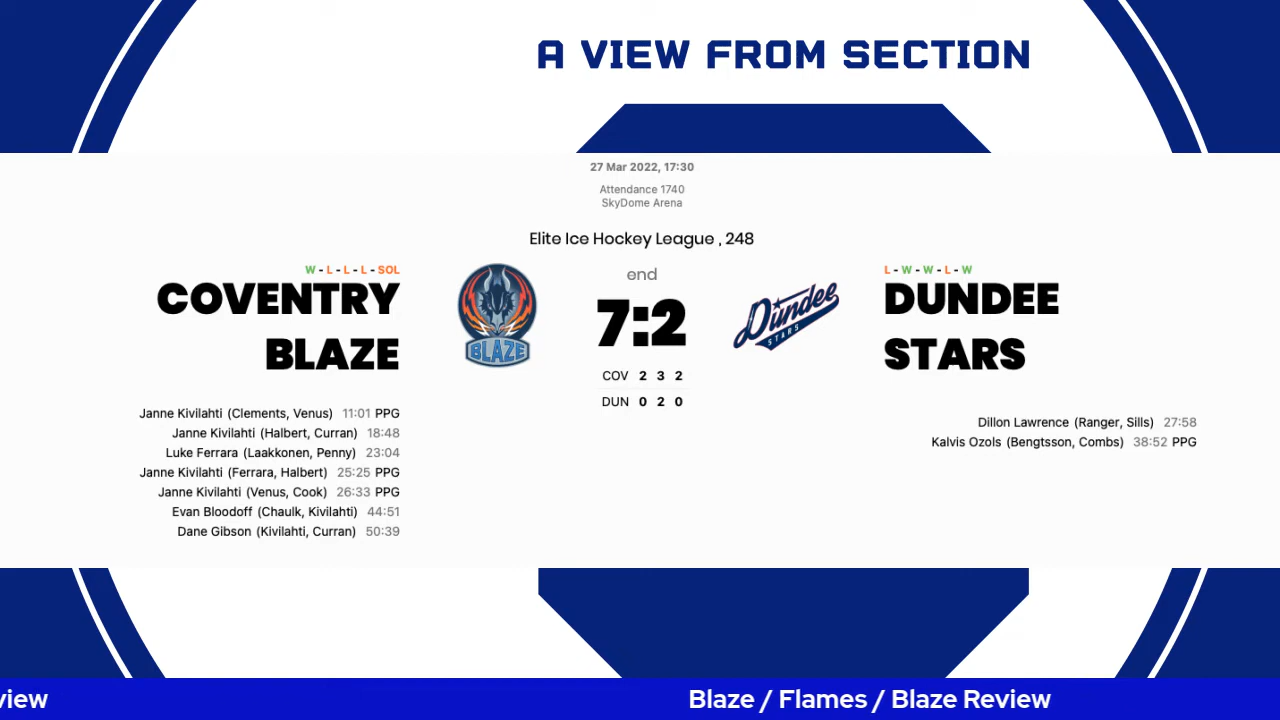 A VIEW FROM SECTION
27 Mar 2022, 17:30
Attendance 1740
SkyDome Arena
Elite Ice Hockey League , 248
W - L - L - L - SOL
COVENTRY
BLAZE
BLAZE
end
7:2
COV 2 3 2
DUN 0 2 0
Dundee
STARS
L - W - W - L - W
DUNDEE
STARS
Janne Kivilahti (Clements, Venus) 11:01 PPG
Janne Kivilahti (Halbert, Curran) 18:48
Luke Ferrara (Laakkonen, Penny) 23:04
Janne Kivilahti (Ferrara, Halbert) 25:25 PPG
Janne Kivilahti (Venus, Cook) 26:33 PPG
Evan Bloodoff (Chaulk, Kivilahti) 44:51
Dane Gibson (Kivilahti, Curran) 50:39
Dillon Lawrence (Ranger, Sills) 27:58
Kalvis Ozols (Bengtsson, Combs) 38:52 PPG
view
Blaze / Flames / Blaze Review